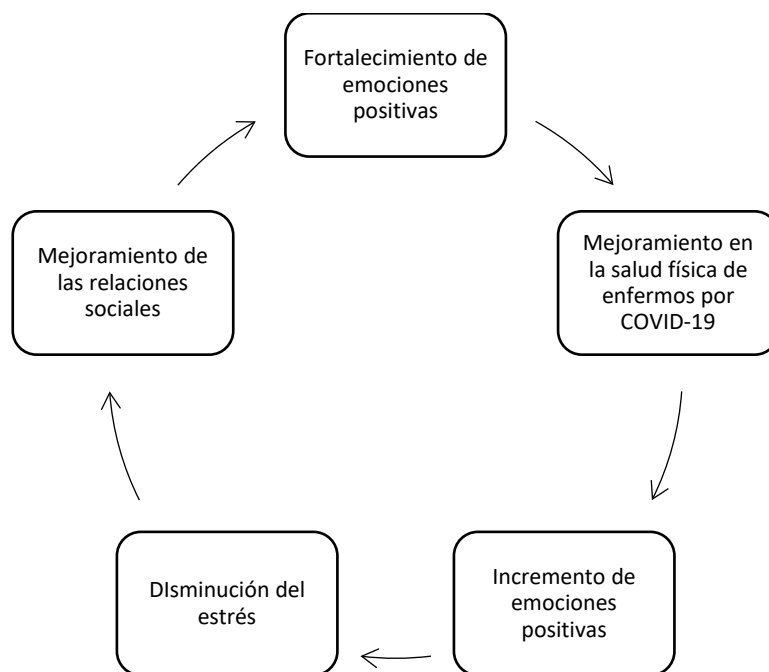 Fortalecimiento de
emociones
positivas
Mejoramiento en
la salud física de
enfermos por
COVID-19
Incremento de
emociones
positivas
DIsminución del
estrés
Mejoramiento de
las relaciones
sociales